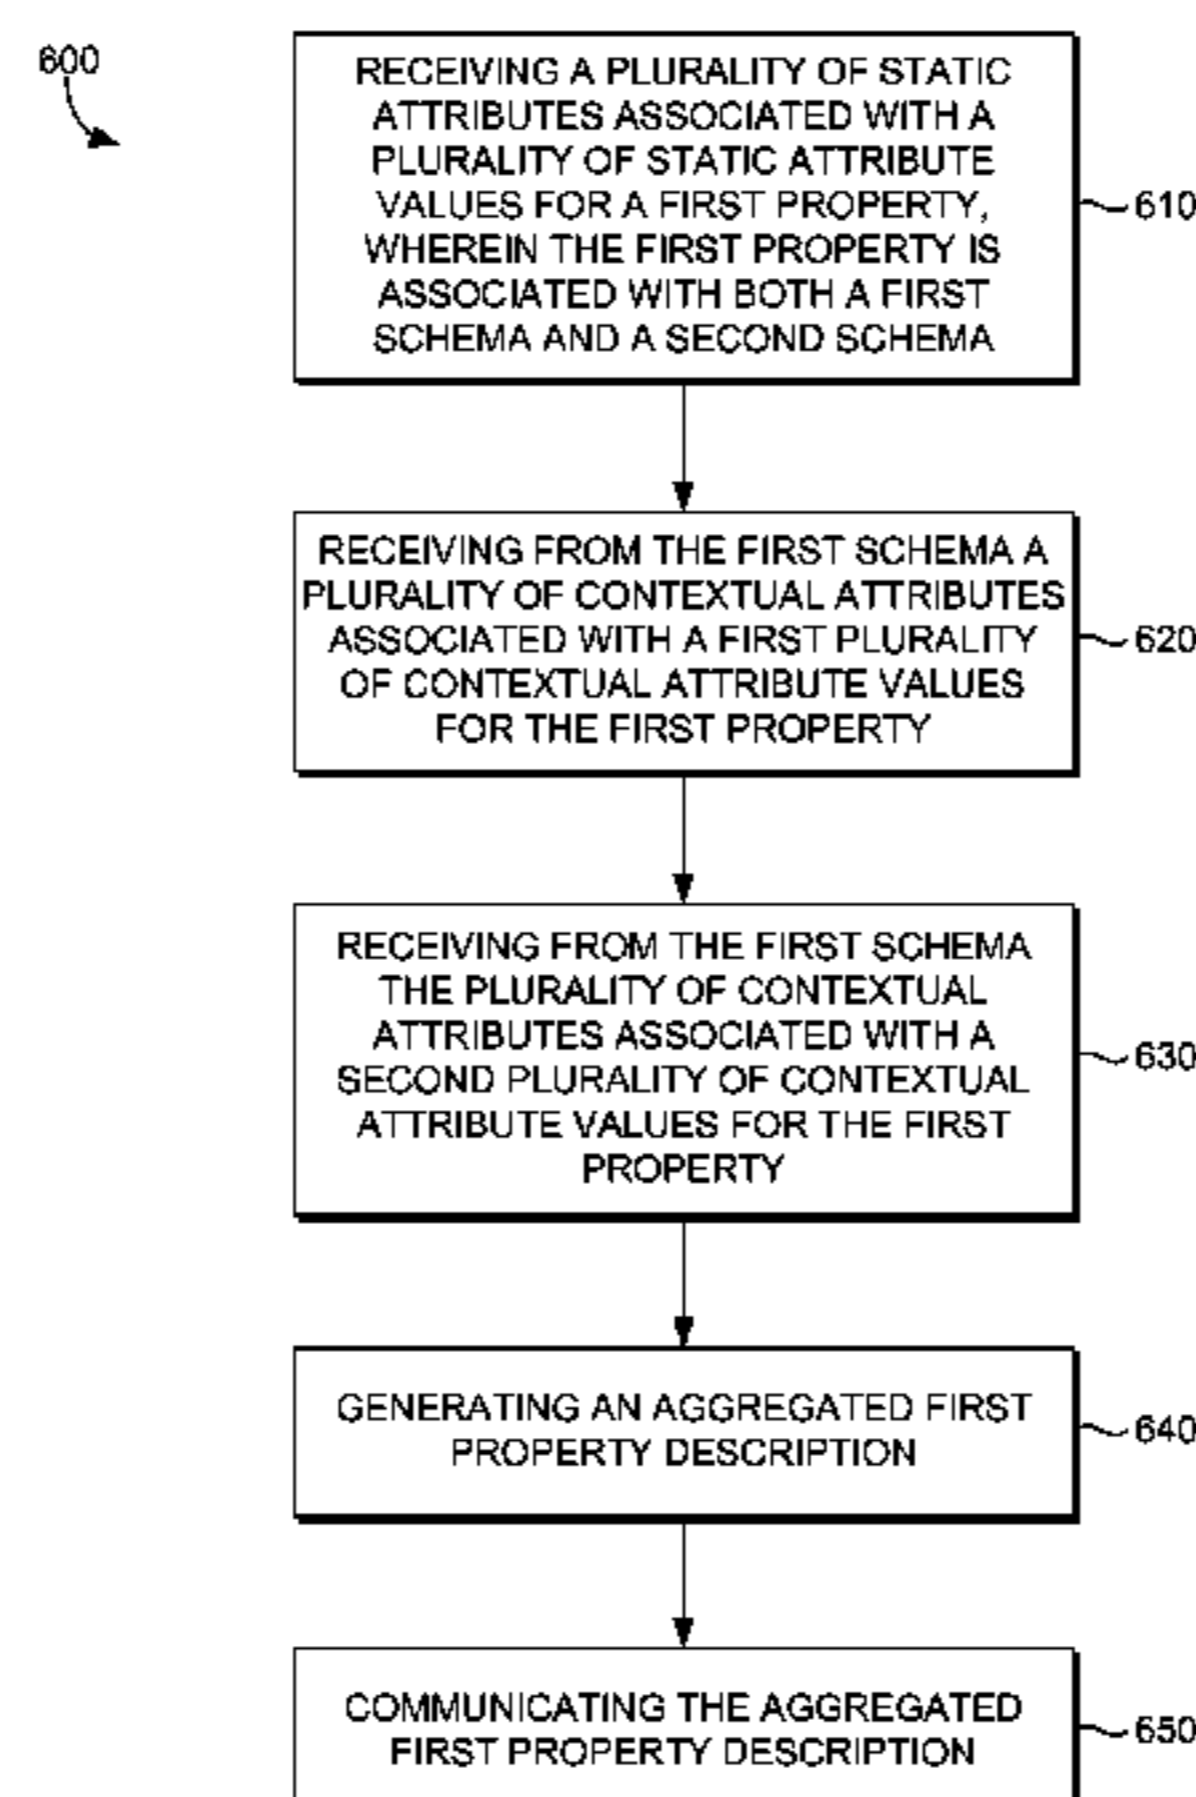 600
RECEIVING A PLURALITY OF STATIC
ATTRIBUTES ASSOCIATED WITH A
PLURALITY OF STATIC ATTRIBUTE
VALUES FOR A FIRST PROPERTY,
WHEREIN THE FIRST PROPERTY IS
ASSOCIATED WITH BOTH A FIRST
SCHEMA AND A SECOND SCHEMA
610
RECEIVING FROM THE FIRST SCHEMA A
PLURALITY OF CONTEXTUAL ATTRIBUTES
ASSOCIATED WITH A FIRST PLURALITY
OF CONTEXTUAL ATTRIBUTE VALUES
FOR THE FIRST PROPERTY
620
RECEIVING FROM THE FIRST SCHEMA
THE PLURALITY OF CONTEXTUAL
ATTRIBUTES ASSOCIATED WITH A
SECOND PLURALITY OF CONTEXTUAL
ATTRIBUTE VALUES FOR THE FIRST
PROPERTY
630
GENERATING AN AGGREGATED FIRST
PROPERTY DESCRIPTION
640
COMMUNICATING THE AGGREGATED
FIRST PROPERTY DESCRIPTION
650